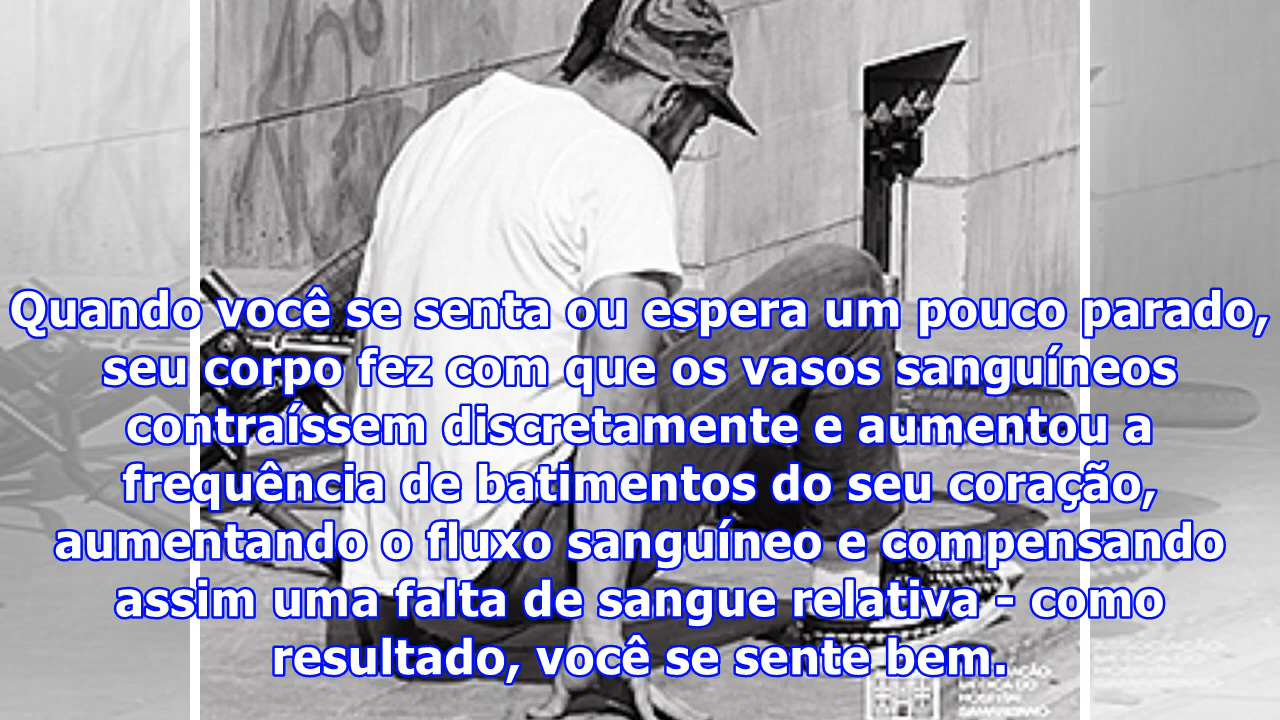 Quando você se senta ou espera um pouco parado,
seu corpo fez com que os vasos sanguíneos
contraíssem discretamente e aumentou a
frequência de batimentos do seu coração,
aumentando o fluxo sanguíneo e compensando
assim uma falta de sangue relativa - como
resultado, você se sente bem.
SAMARITANO